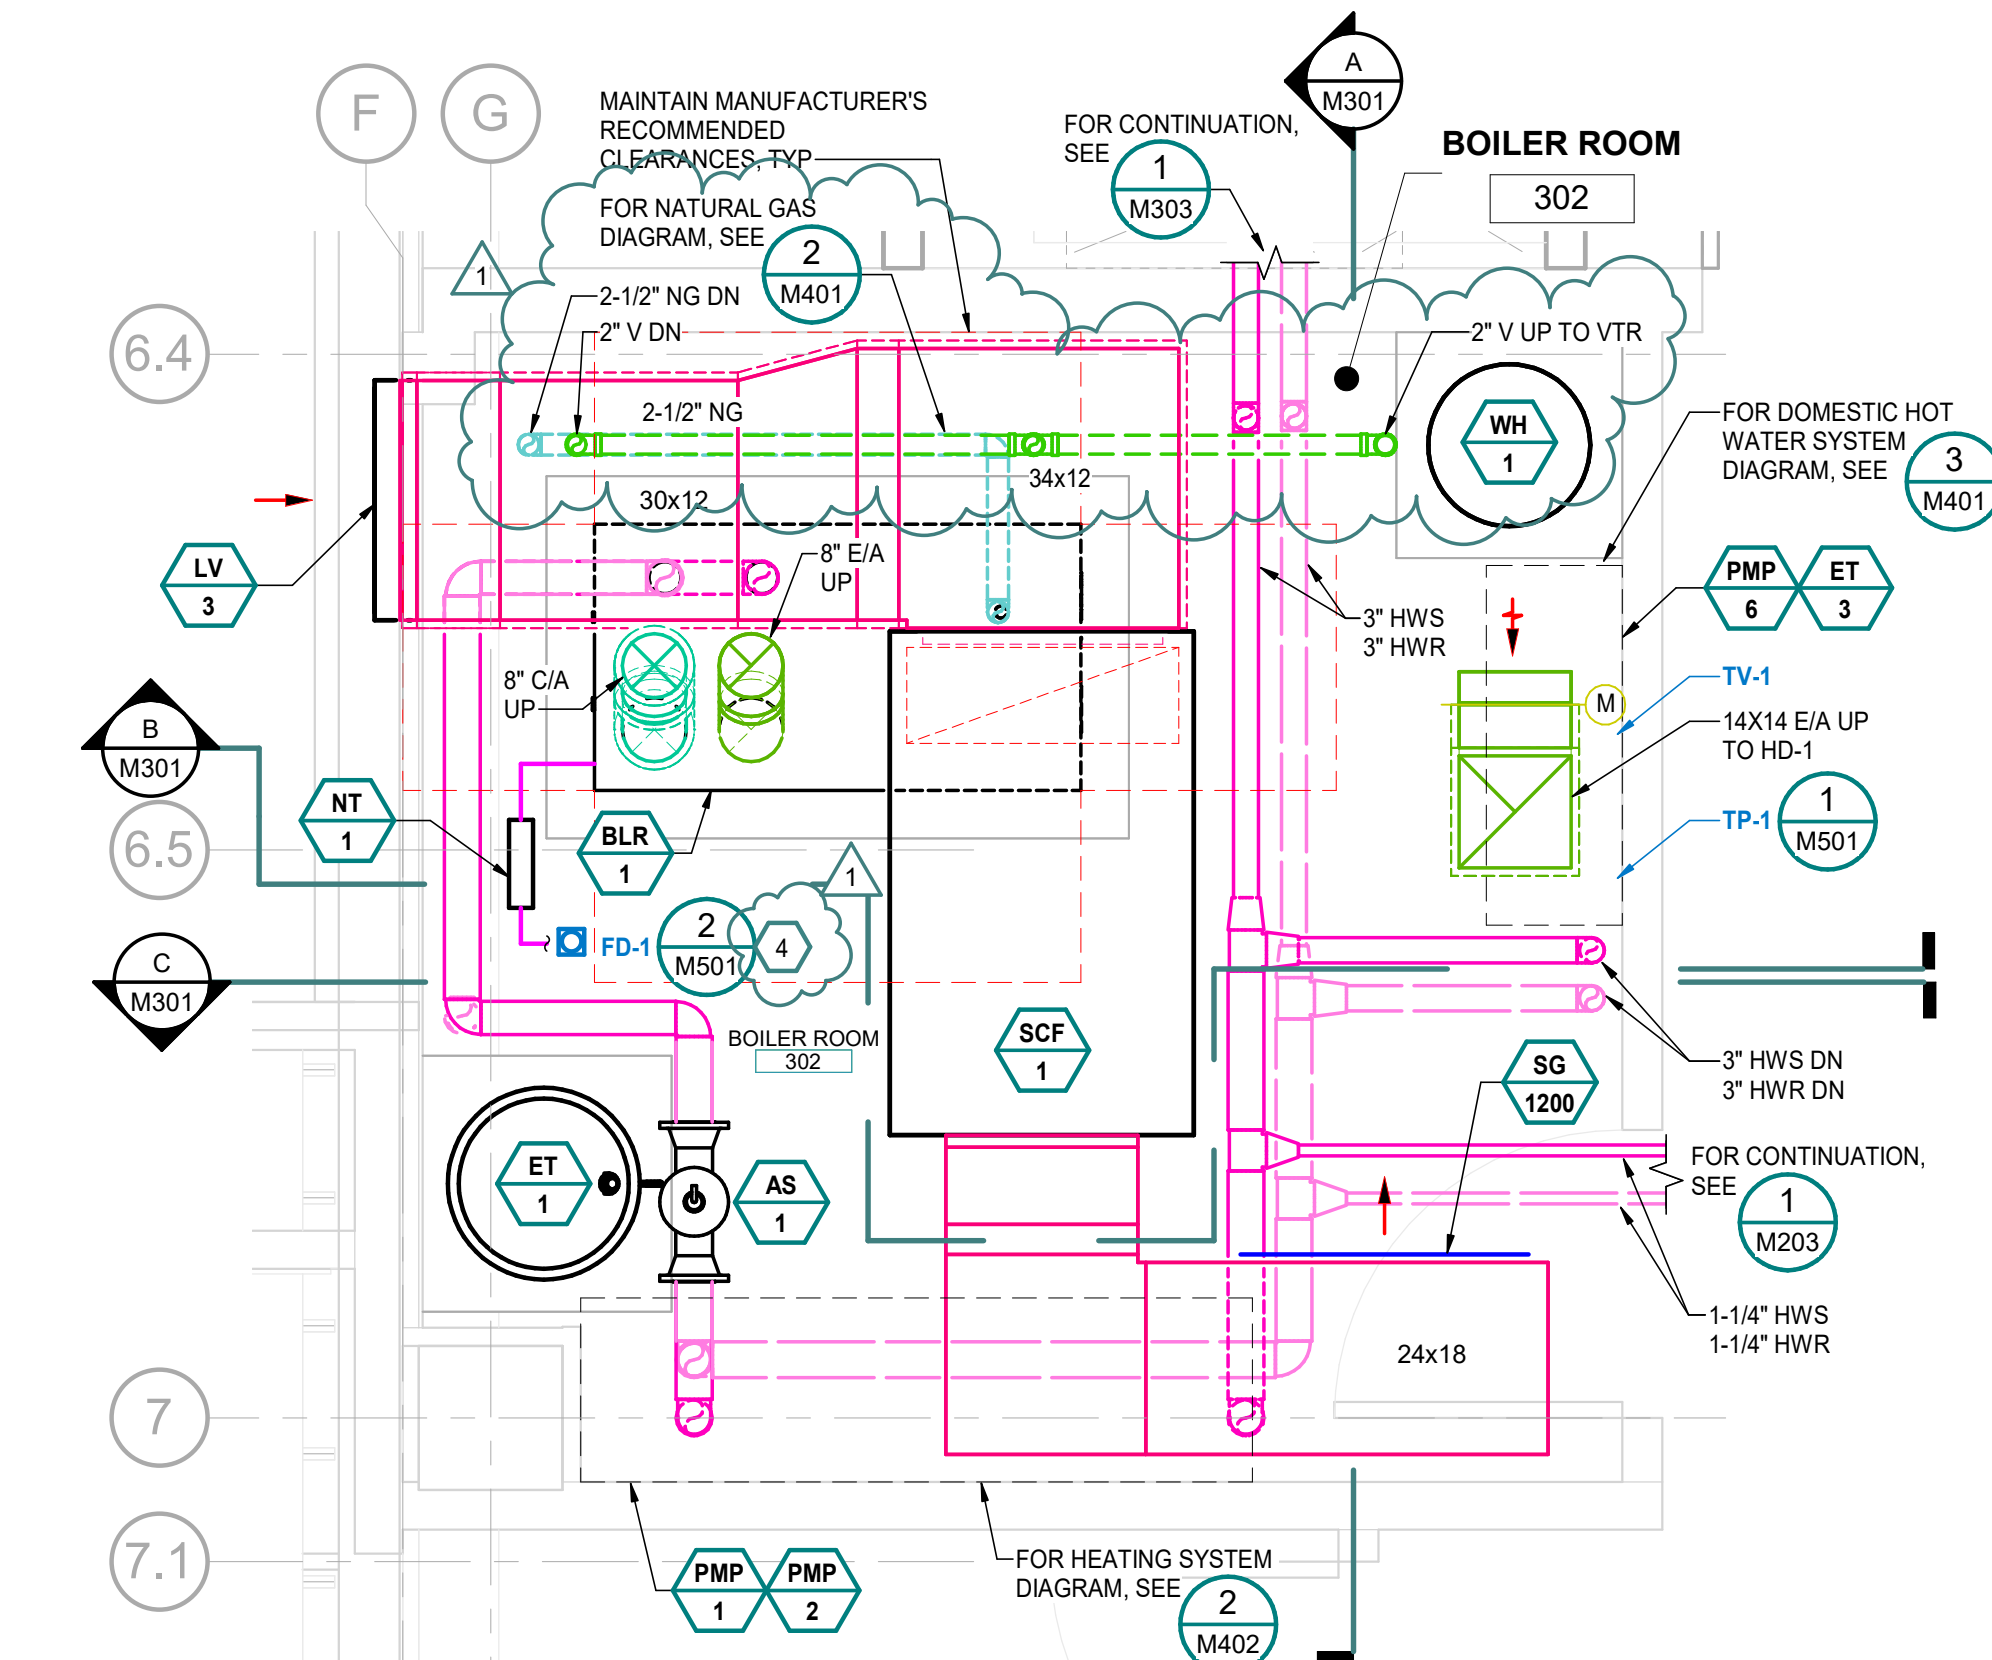 F
G
MAINTAIN MANUFACTURER'S
RECOMMENDED
CLEARANCES, TYP
FOR CONTINUATION,
SEE
1
M303
A
M301
BOILER ROOM
302
FOR NATURAL GAS
DIAGRAM, SEE
2
M401
1
2-1/2" NG DN
2" V DN
6.4
2" V UP TO VTR
2-1/2" NG
30x12
34x12
WH
1
FOR DOMESTIC HOT
WATER SYSTEM
DIAGRAM, SEE
3
M401
LV
3
8" E/A
UP
PMP
6
ET
3
3" HWS
3" HWR
8" C/A
UP
TV-1
M
14X14 E/A UP
TO HD-1
B
M301
NT
1
6.5
BLR
1
TP-1
1
M501
1
FD-1
2
M501
4
C
M301
BOILER ROOM
302
SCF
1
3" HWS DN
3" HWR DN
SG
1200
ET
1
AS
1
FOR CONTINUATION,
SEE
1
M203
1-1/4" HWS
1-1/4" HWR
24x18
7
7.1
PMP
1
PMP
2
FOR HEATING SYSTEM
DIAGRAM, SEE
2
M402